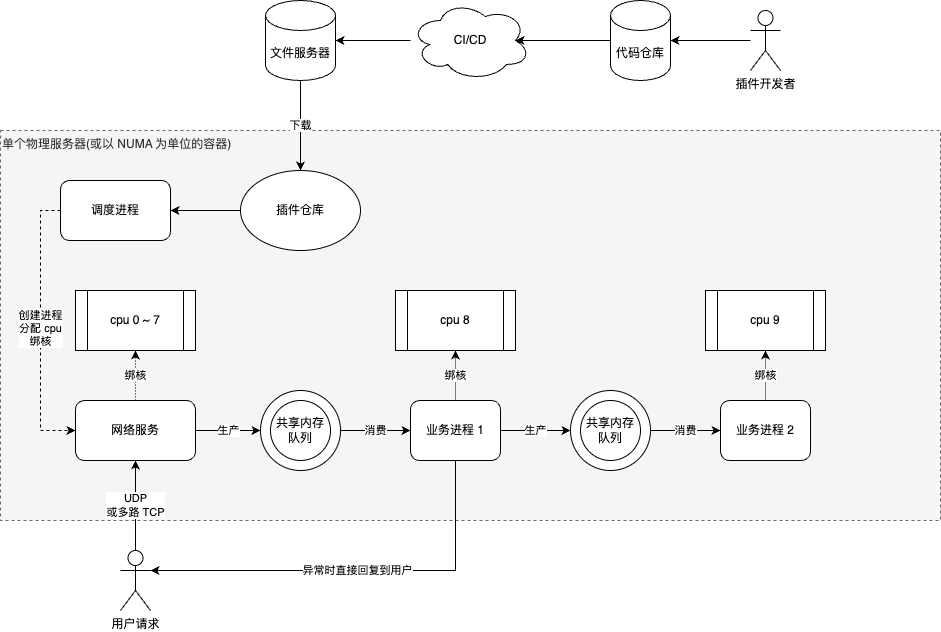 文件服务器
CI/CD
代码仓库
插件开发者
下载
单个物理服务器(或以 NUMA 为单位的容器)
调度进程
插件仓库
创建进程
分配 cpu
绑核
cpu 0 ~ 7
cpu 8
cpu 9
绑核
绑核
绑核
网络服务
生产
共享内存
队列
消费
业务进程 1
生产
共享内存
队列
消费
业务进程 2
UDP
或多路 TCP
异常时直接回复到用户
用户请求